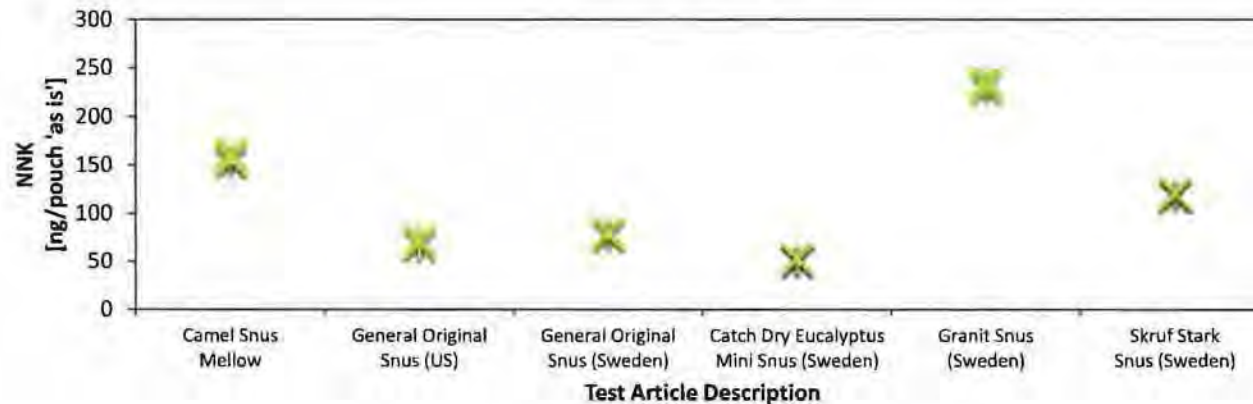 300
250
200
150
100
50
0
NNK
[ng/pouch 'as is']
Camel Snus
Mellow
General Original
Snus (US)
General Original
Snus (Sweden)
Catch Dry Eucalyptus
Mini Snus (Sweden)
Granit Snus
(Sweden)
Skruf Stark
Snus (Sweden)
Test Article Description